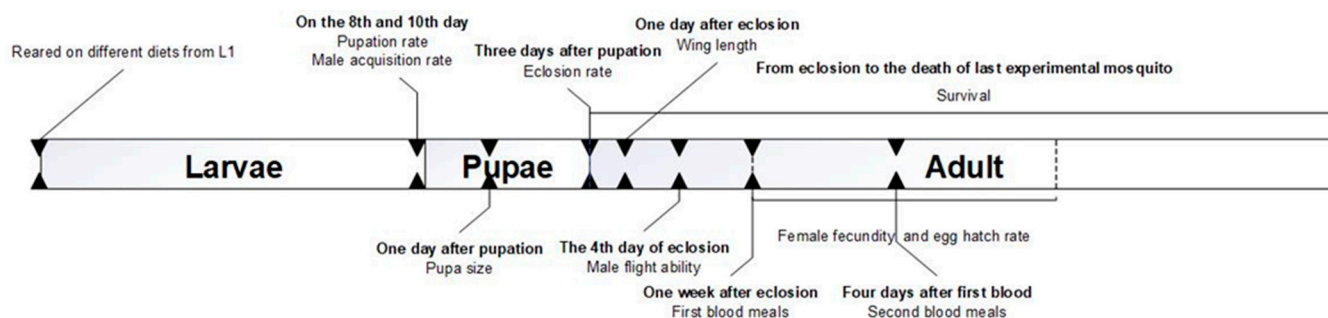 On the 8th and 10th day
Pupation rate
Male acquisition rate
One day after eclosion
Wing length
Reared on different diets from L1
Three days after pupation
Eclosion rate
From eclosion to the death of last experimental mosquito
Survival
Larvae
Pupae
Adult
One day after pupation
Pupa size
The 4th day of eclosion
Male flight ability
Female fecundity and egg hatch rate
One week after eclosion
First blood meals
Four days after first blood
Second blood meals